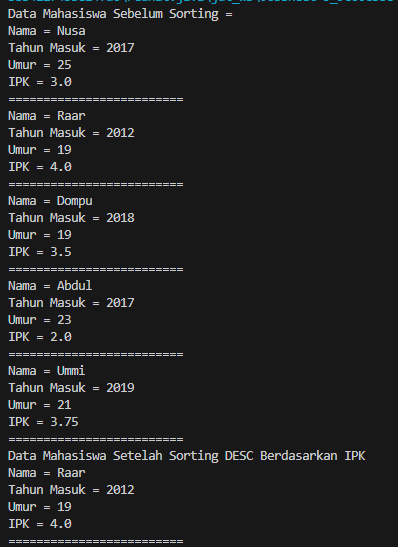 Data Mahasiswa Sebelum Sorting =
Nama = Nusa
Tahun Masuk = 2017
Umur = 25
IPK = 3.0
=========================
Nama = Raar
Tahun Masuk = 2012
Umur = 19
IPK = 4.0
=========================
Nama = Dompu
Tahun Masuk = 2018
Umur = 19
IPK = 3.5
=========================
Nama = Abdul
Tahun Masuk = 2017
Umur = 23
IPK = 2.0
=========================
Nama = Ummi
Tahun Masuk = 2019
Umur = 21
IPK = 3.75
=========================
Data Mahasiswa Setelah Sorting DESC Berdasarkan IPK
Nama = Raar
Tahun Masuk = 2012
Umur = 19
IPK = 4.0
=========================